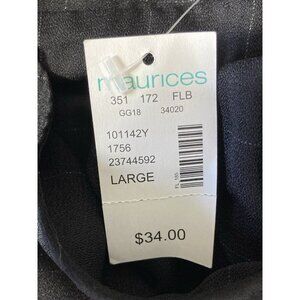 maurices
351 172 FLB
GG18 34020
101142Y
1756
23744592
LARGE
$34.00